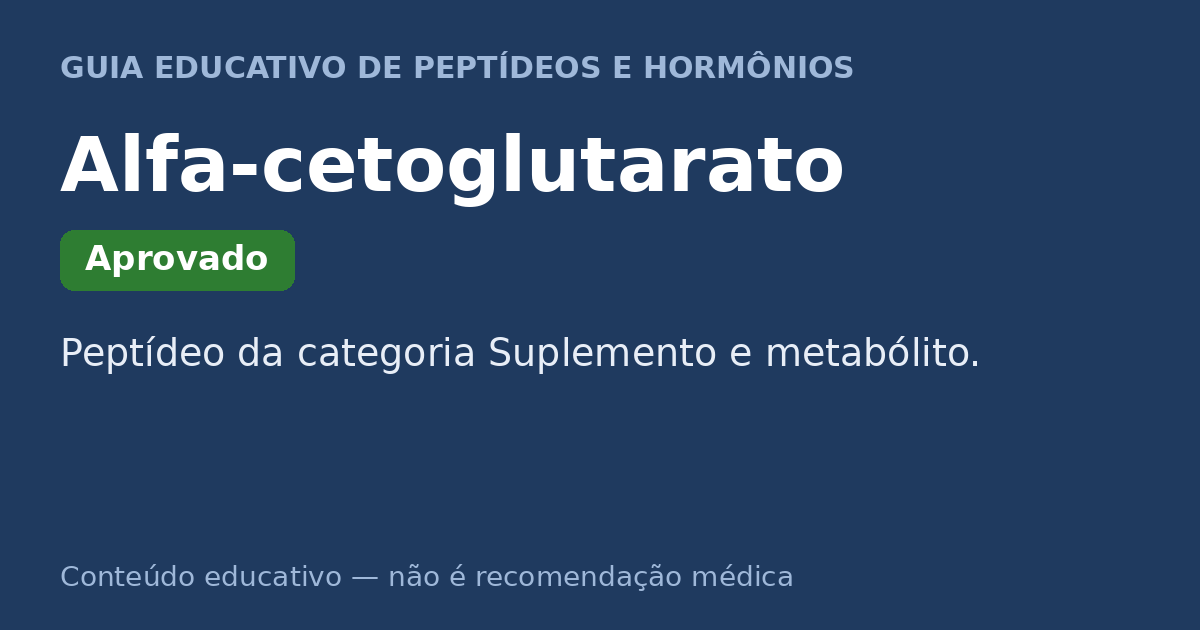 GUIA EDUCATIVO DE PEPTÍDEOS E HORMÔNIOS
Alfa-cetoglutarato
Aprovado
Peptídeo da categoria Suplemento e metabólito.
Conteúdo educativo — não é recomendação médica